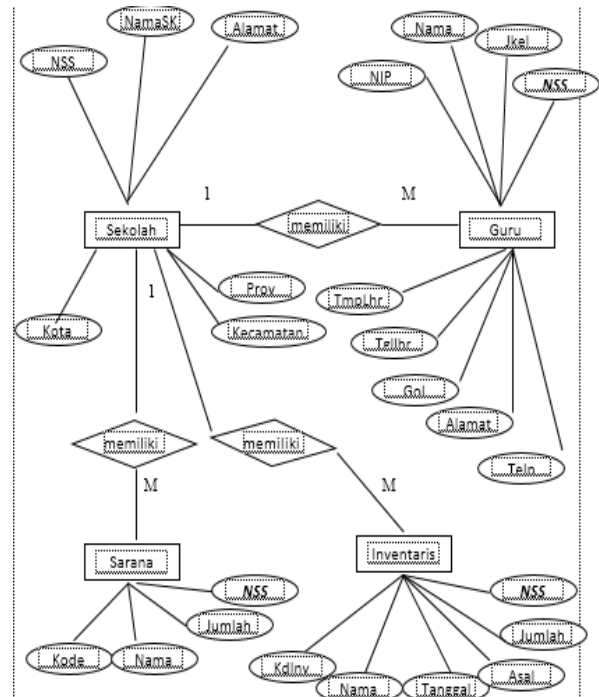 NamaSK
Alamat
NSS
Nama
Jkel
NIP
NSS
1
M
Sekolah
memiliki
Guru
1
Prov
TmpLhr
Kota
Kecamatan
Tgllhr
Gol
Alamat
memiliki
memiliki
Telp
M
M
Sarana
Inventaris
NSS
NSS
Jumlah
Jumlah
Kode
Nama
KdInv
Nama
Tanggal
Asal